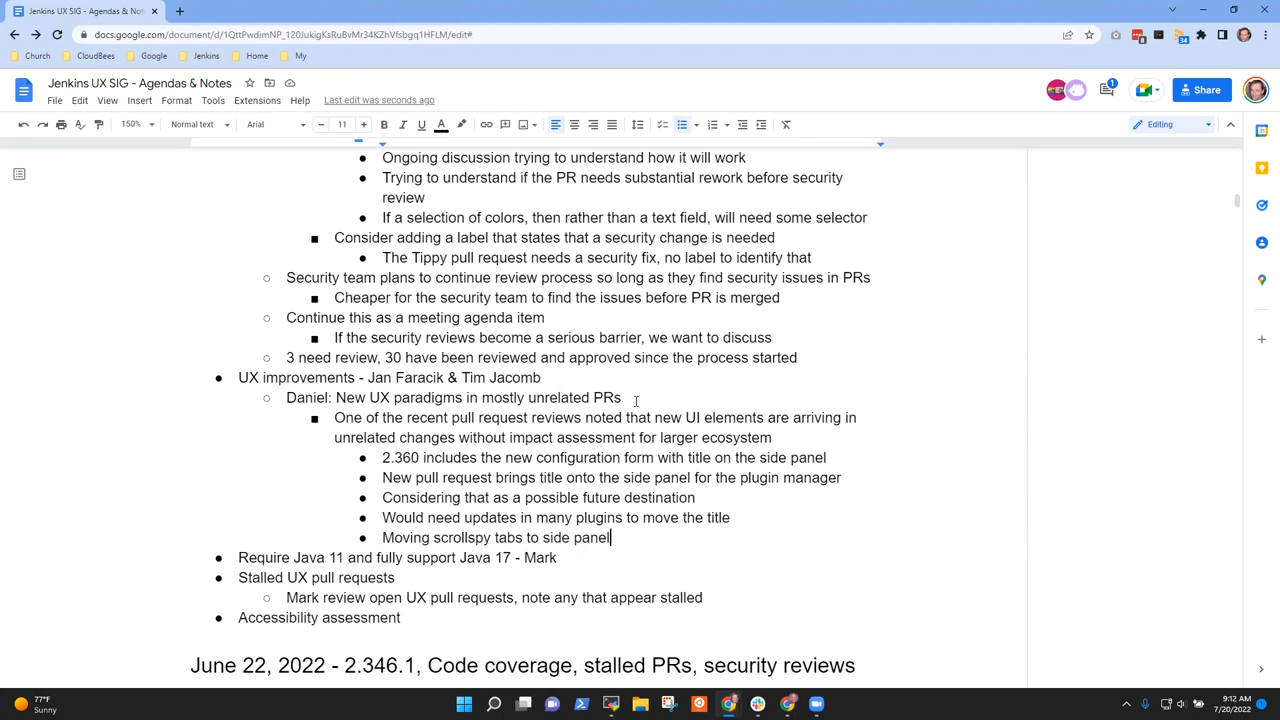 Jenkins UX SIG - Agendas & Notes
docs.google.com/document/d/1QttPwdimNP_120JukigKsRuBvMr34KZhVfsbgq1HFLM/edit#
Church
CloudBees
Google
Jenkins
Home
My
Jenkins UX SIG - Agendas & Notes
File Edit View Insert Format Tools Extensions Help Last edit was seconds ago
Share
150% Normal text Arial 11 Editing
Ongoing discussion trying to understand how it will work
Trying to understand if the PR needs substantial rework before security
review
If a selection of colors, then rather than a text field, will need some selector
Consider adding a label that states that a security change is needed
The Tippy pull request needs a security fix, no label to identify that
Security team plans to continue review process so long as they find security issues in PRs
Cheaper for the security team to find the issues before PR is merged
Continue this as a meeting agenda item
If the security reviews become a serious barrier, we want to discuss
3 need review, 30 have been reviewed and approved since the process started
UX improvements - Jan Faracik & Tim Jacomb
Daniel: New UX paradigms in mostly unrelated PRs
One of the recent pull request reviews noted that new UI elements are arriving in
unrelated changes without impact assessment for larger ecosystem
2.360 includes the new configuration form with title on the side panel
New pull request brings title onto the side panel for the plugin manager
Considering that as a possible future destination
Would need updates in many plugins to move the title
Moving scrollspy tabs to side panel
Require Java 11 and fully support Java 17 - Mark
Stalled UX pull requests
Mark review open UX pull requests, note any that appear stalled
Accessibility assessment
June 22, 2022 - 2.346.1, Code coverage, stalled PRs, security reviews
77°F
Sunny
9:12 AM
7/20/2022